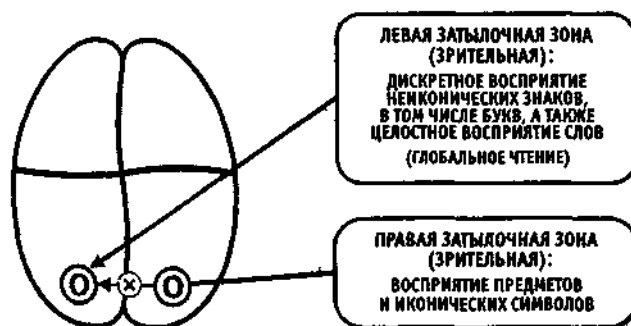 ЛЕВАЯ ЗАТЫЛОЧНАЯ ЗОНА
(ЗРИТЕЛЬНАЯ):
ДИСКРЕТНОЕ ВОСПРИЯТИЕ
НЕИКОНИЧЕСКИХ ЗНАКОВ,
В ТОМ ЧИСЛЕ БУКВ, А ТАКЖЕ
ЦЕЛОСТНОЕ ВОСПРИЯТИЕ СЛОВ
(ГЛОБАЛЬНОЕ ЧТЕНИЕ)
О × О
ПРАВАЯ ЗАТЫЛОЧНАЯ ЗОНА
(ЗРИТЕЛЬНАЯ):
ВОСПРИЯТИЕ ПРЕДМЕТОВ
И ИКОНИЧЕСКИХ СИМВОЛОВ